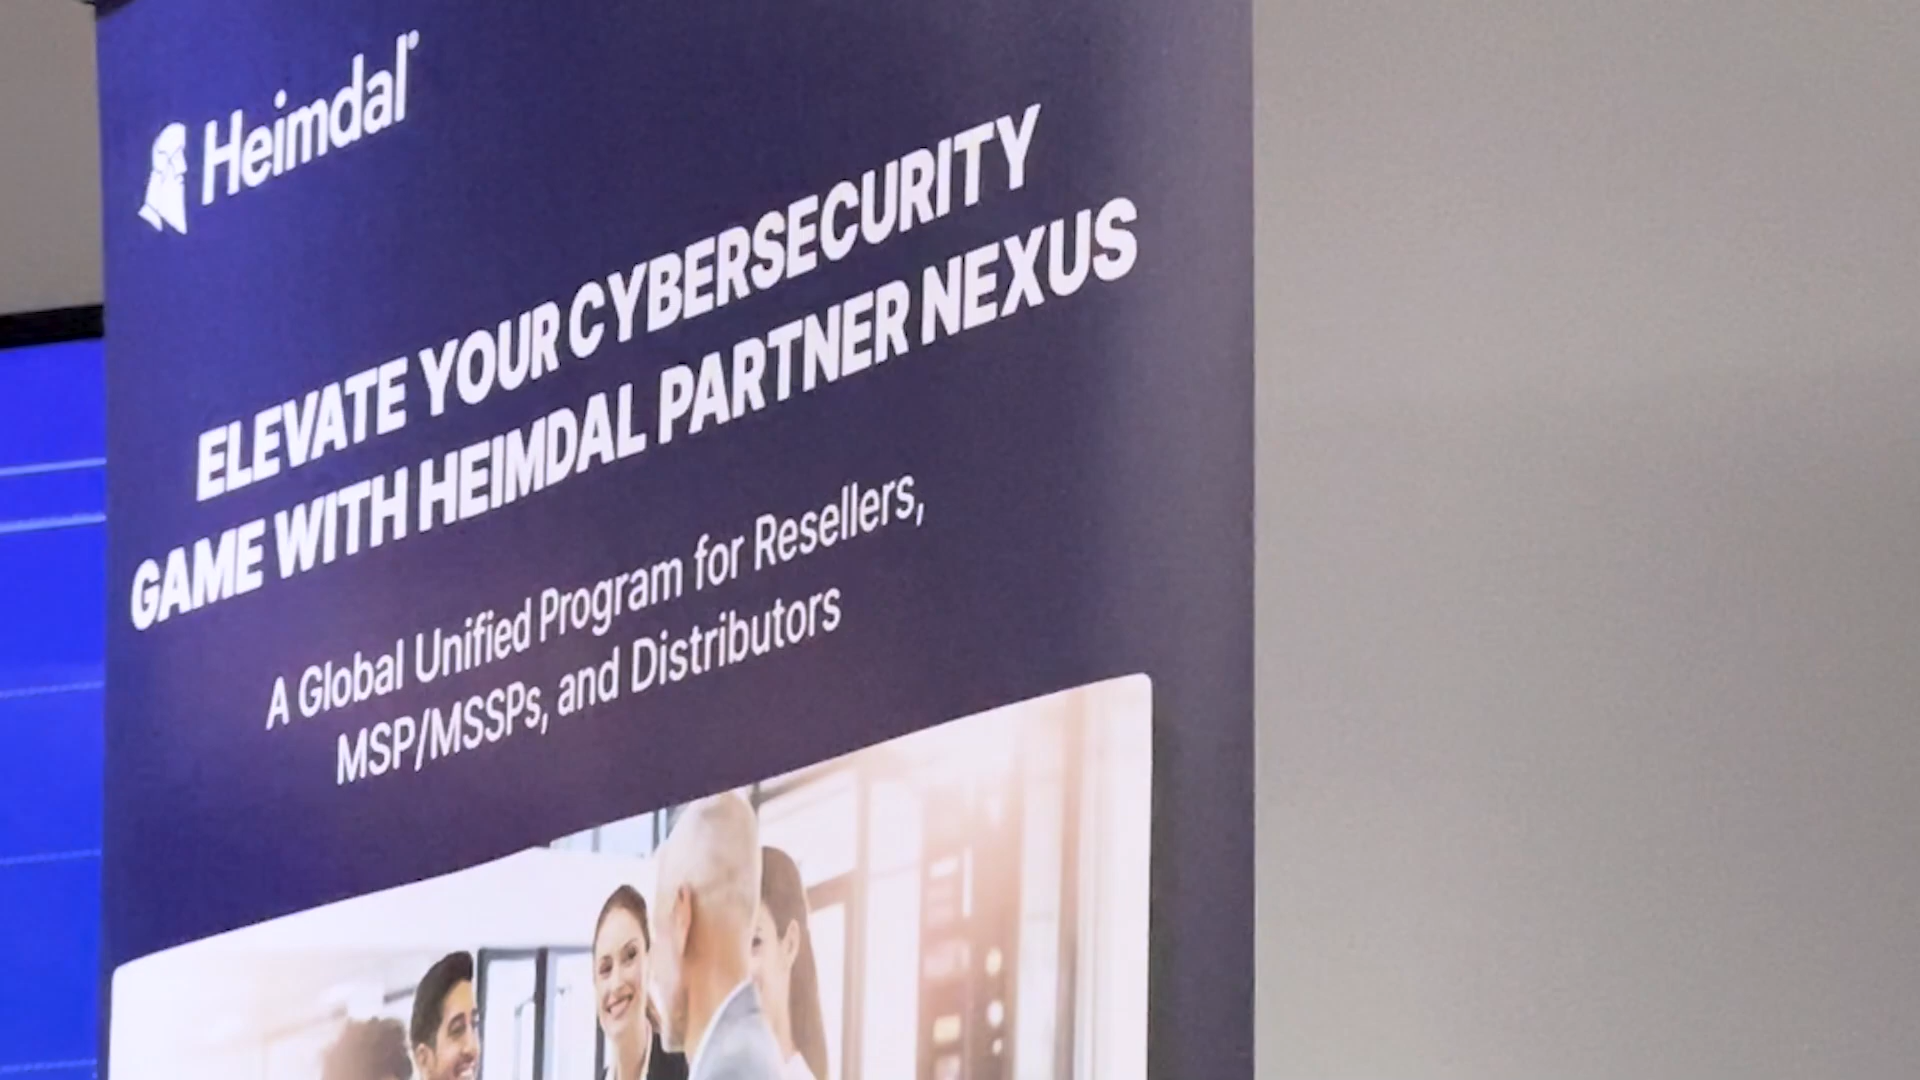 Heimdal
ELEVATE YOUR CYBERSECURITY
GAME WITH HEIMDAL PARTNER NEXUS
A Global Unified Program for Resellers,
MSP/MSSPs, and Distributors